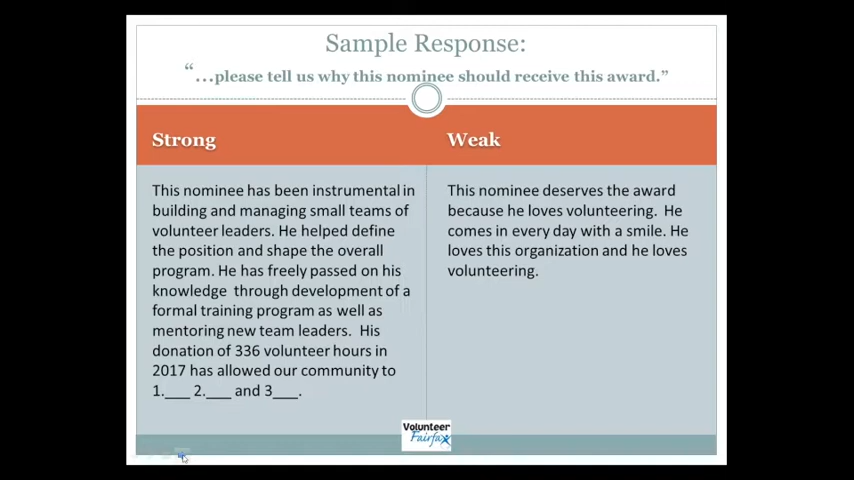 Sample Response:
“…please tell us why this nominee should receive this award.”
Strong
This nominee has been instrumental in
building and managing small teams of
volunteer leaders. He helped define
the position and shape the overall
program. He has freely passed on his
knowledge through development of a
formal training program as well as
mentoring new team leaders. His
donation of 336 volunteer hours in
2017 has allowed our community to
1.___ 2.___ and 3___.
Weak
This nominee deserves the award
because he loves volunteering. He
comes in every day with a smile. He
loves this organization and he loves
volunteering.
Volunteer
Fairfax